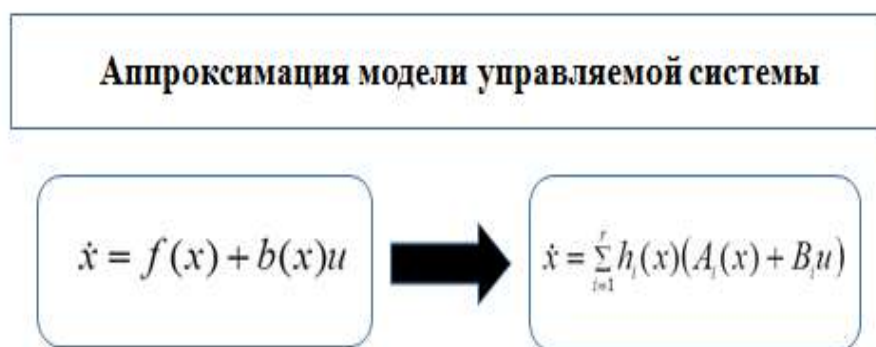 Аппроксимация модели управляемой системы
ẋ = f(x) + b(x)u
ẋ = ∑_{i=1}^{r} h_i(x)(A_i(x) + B_i u)